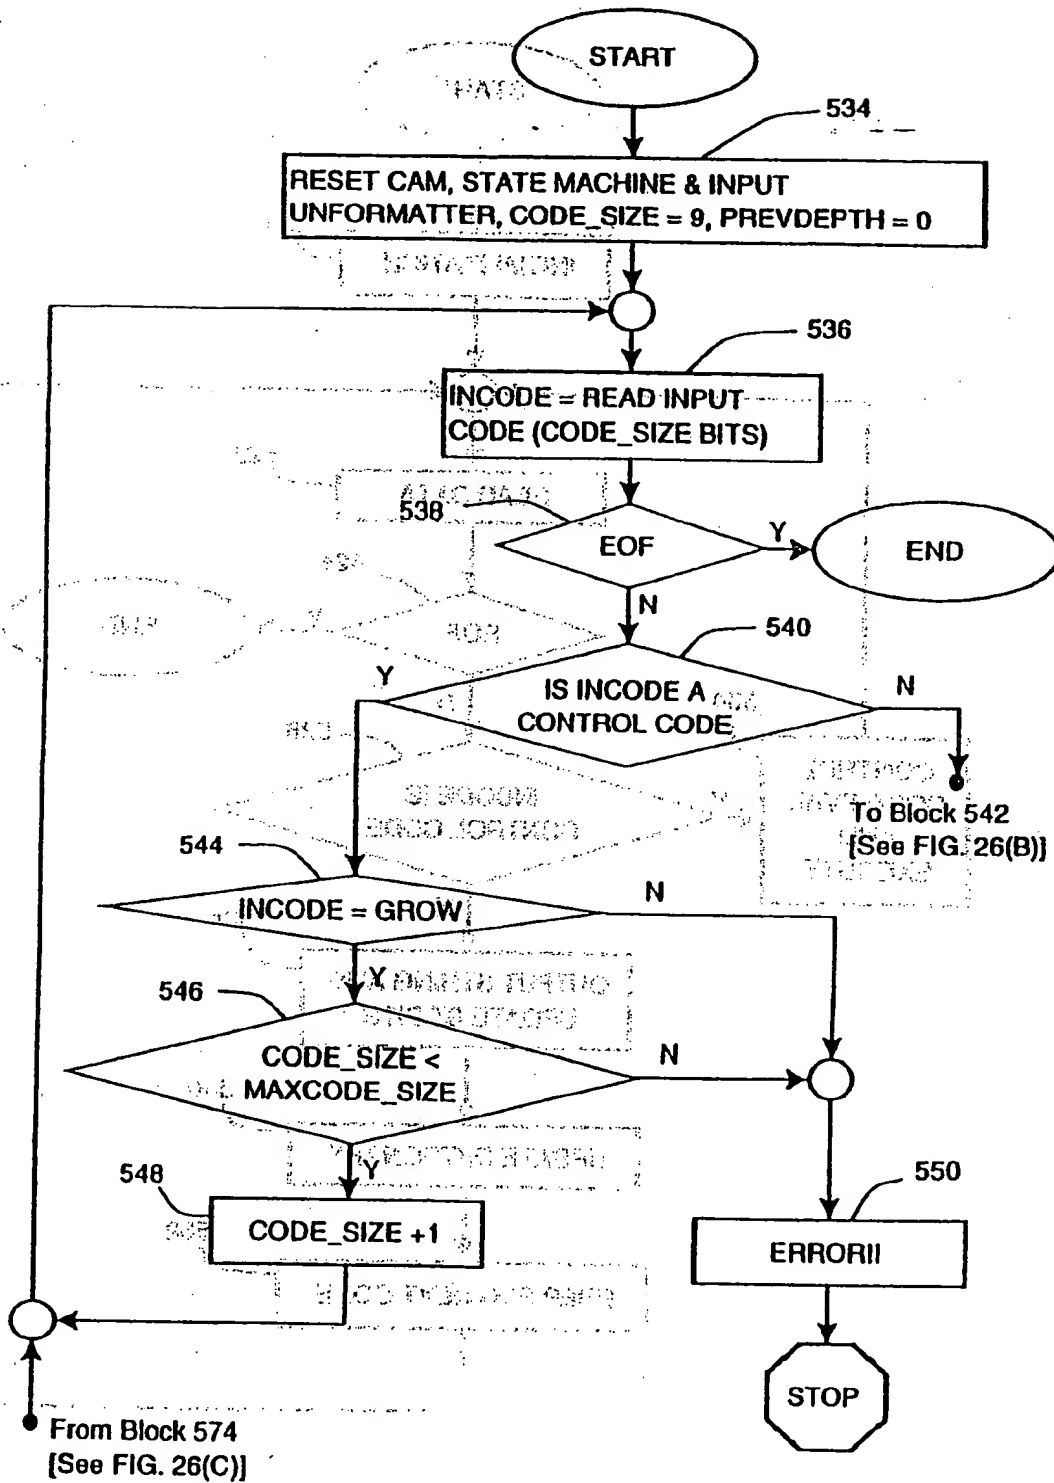 START
534
RESET CAM, STATE MACHINE & INPUT
UNFORMATTER, CODE_SIZE = 9, PREVDEPTH = 0
536
INCODE = READ INPUT
CODE (CODE_SIZE BITS)
538
EOF
Y
END
N
540
Y
IS INCODE A
CONTROL CODE
N
To Block 542
[See FIG. 26(B)]
544
INCODE = GROW
N
Y
546
CODE_SIZE <
MAXCODE_SIZE
N
Y
548
CODE_SIZE +1
550
ERRORII
STOP
From Block 574
[See FIG. 26(C)]